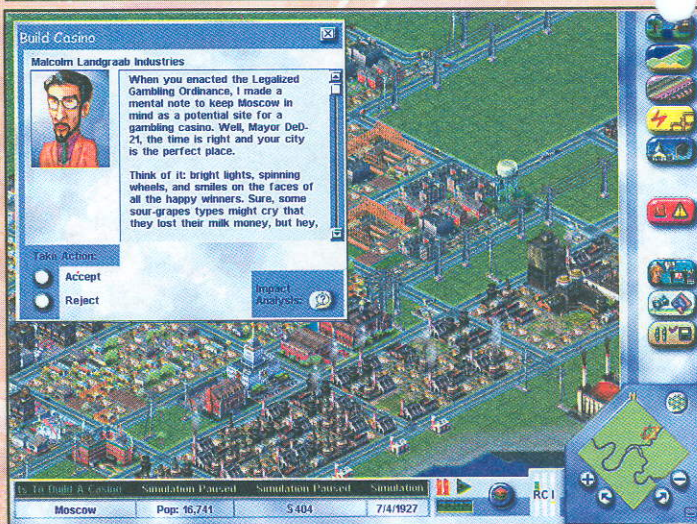 Build Casino
Malcolm Landgraab Industries
When you enacted the Legalized
Gambling Ordinance, I made a
mental note to keep Moscow in
mind as a potential site for a
gambling casino. Well, Mayor DeD-
21, the time is right and your city
is the perfect place.
Think of it: bright lights, spinning
wheels, and smiles on the faces of
all the happy winners. Sure, some
sour-grapes types might cry that
they lost their milk money, but hey,
Take Action:
Accept
Reject
Impact
Analysis:
ts To Build A Casino Simulation Paused Simulation Paused Simulation
Moscow Pop: 16,741 $404 7/4/1927
RCI